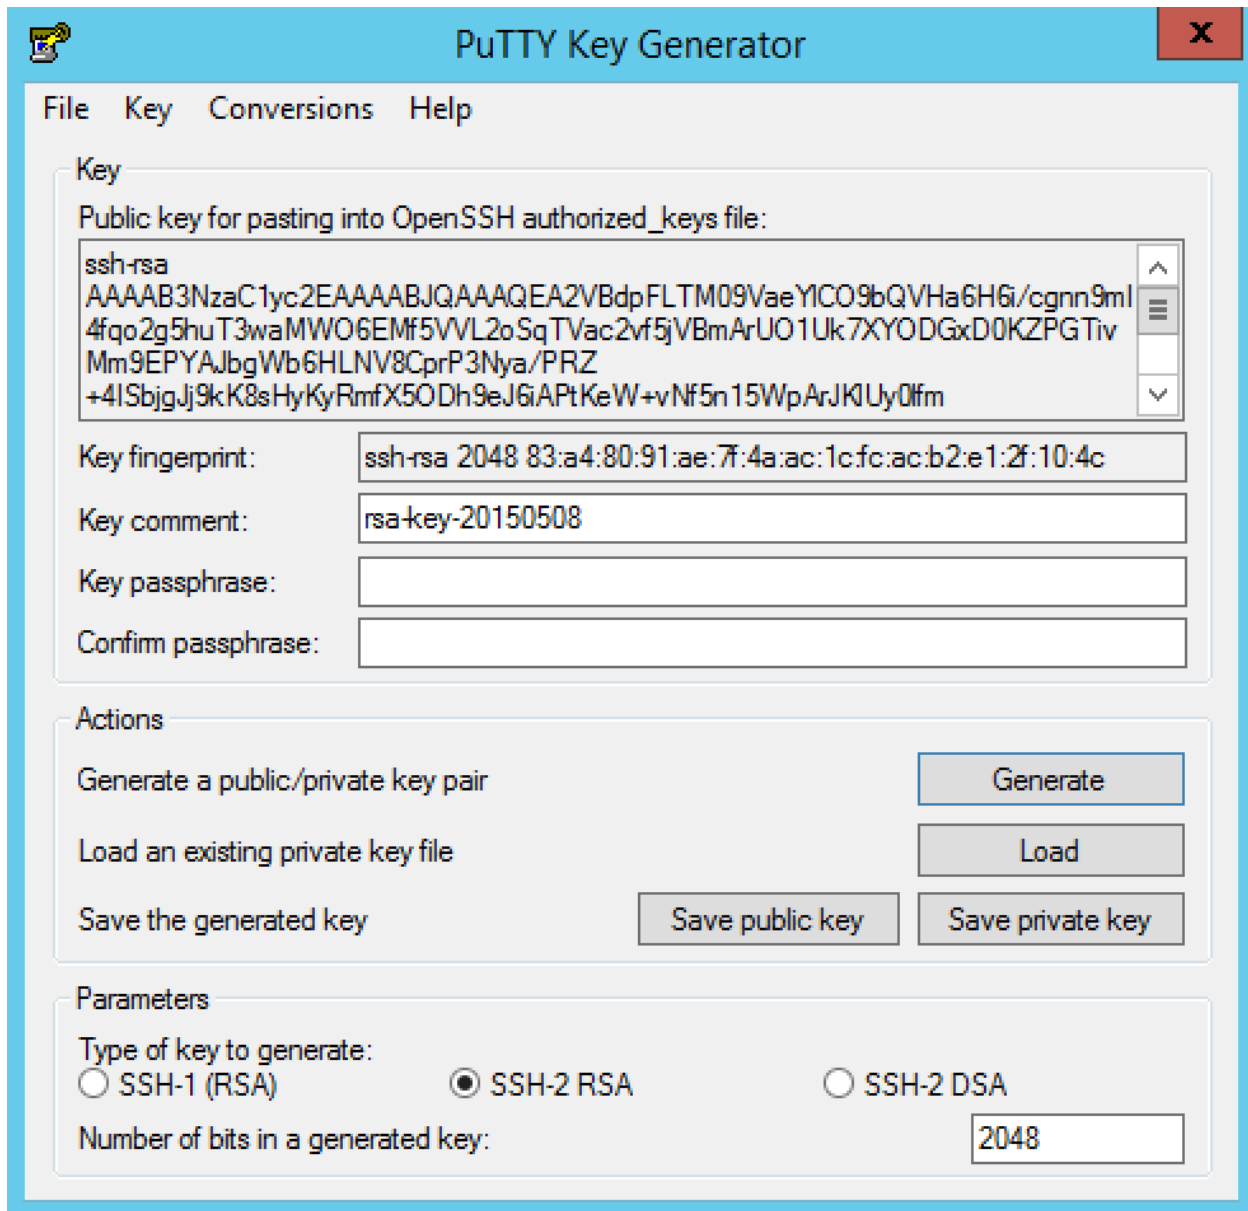 PuTTY Key Generator
x
File Key Conversions Help
Key
Public key for pasting into OpenSSH authorized_keys file:
ssh-rsa
AAAAB3NzaC1yc2EAAAABJQAAAQEA2VBdpFLTM09VaeYlCO9bQVHa6H6i/cgnn9ml
4fqo2g5huT3waMWO6EMf5VVL2oSqTVac2vf5jVBmArUO1Uk7XYODGxD0KZPGTiv
Mm9EPYAJbgWb6HLNV8CprP3Nya/PRZ
+4ISbjgJj9kK8sHyKyRmfX5ODh9eJ6iAPtKeW+vNf5n15WpArJKlUy0lfm
Key fingerprint: ssh-rsa 2048 83:a4:80:91:ae:7f:4a:ac:1c:fc:ac:b2:e1:2f:10:4c
Key comment: rsa-key-20150508
Key passphrase:
Confirm passphrase:
Actions
Generate a public/private key pair Generate
Load an existing private key file Load
Save the generated key Save public key Save private key
Parameters
Type of key to generate:
SSH-1 (RSA) SSH-2 RSA SSH-2 DSA
Number of bits in a generated key: 2048